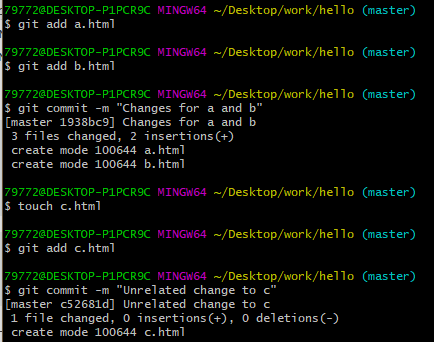 79772@DESKTOP-P1PCR9C MINGW64 ~/Desktop/work/hello (master)
$ git add a.html
79772@DESKTOP-P1PCR9C MINGW64 ~/Desktop/work/hello (master)
$ git add b.html
79772@DESKTOP-P1PCR9C MINGW64 ~/Desktop/work/hello (master)
$ git commit -m "Changes for a and b"
[master 1938bc9] Changes for a and b
 3 files changed, 2 insertions(+)
 create mode 100644 a.html
 create mode 100644 b.html
79772@DESKTOP-P1PCR9C MINGW64 ~/Desktop/work/hello (master)
$ touch c.html
79772@DESKTOP-P1PCR9C MINGW64 ~/Desktop/work/hello (master)
$ git add c.html
79772@DESKTOP-P1PCR9C MINGW64 ~/Desktop/work/hello (master)
$ git commit -m "Unrelated change to c"
[master c52681d] Unrelated change to c
 1 file changed, 0 insertions(+), 0 deletions(-)
 create mode 100644 c.html